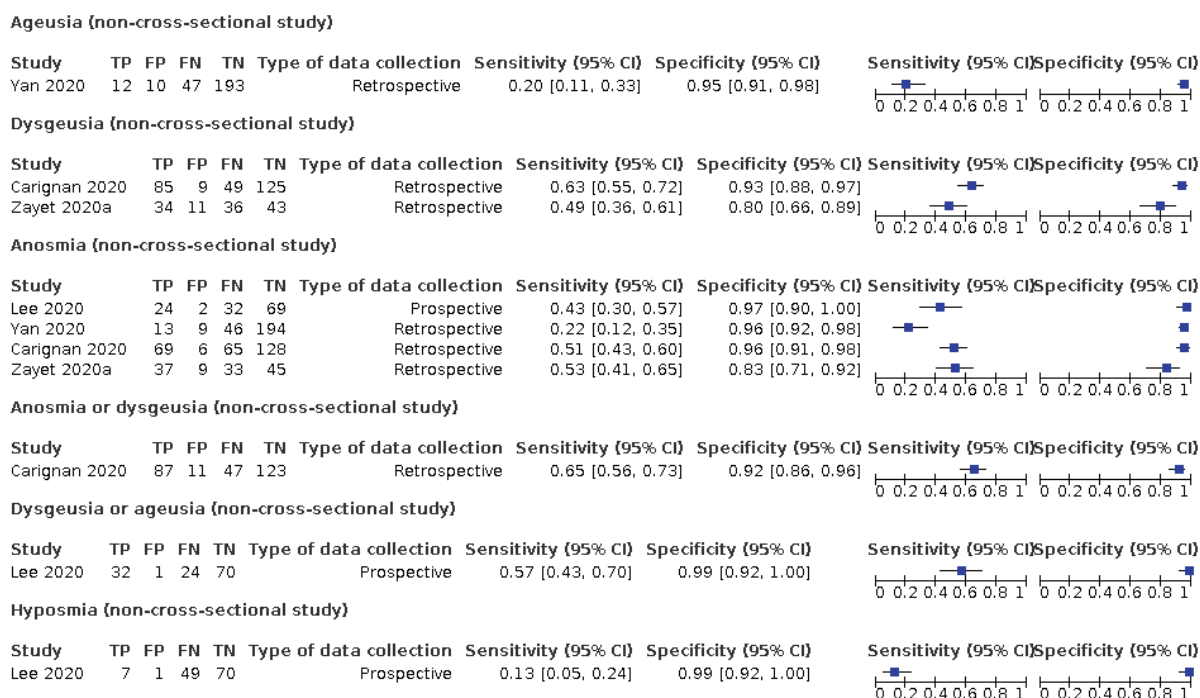 Ageusia (non-cross-sectional study)
Study TP FP FN TN Type of data collection Sensitivity (95% CI) Specificity (95% CI) Sensitivity (95% CI)Specificity (95% CI)
Yan 2020 12 10 47 193 Retrospective 0.20 [0.11, 0.33] 0.95 [0.91, 0.98]
0 0.2 0.4 0.6 0.8 1 0 0.2 0.4 0.6 0.8 1
Dysgeusia (non-cross-sectional study)
Study TP FP FN TN Type of data collection Sensitivity (95% CI) Specificity (95% CI) Sensitivity (95% CI)Specificity (95% CI)
Carignan 2020 85 9 49 125 Retrospective 0.63 [0.55, 0.72] 0.93 [0.88, 0.97]
Zayet 2020a 34 11 36 43 Retrospective 0.49 [0.36, 0.61] 0.80 [0.66, 0.89]
0 0.2 0.4 0.6 0.8 1 0 0.2 0.4 0.6 0.8 1
Anosmia (non-cross-sectional study)
Study TP FP FN TN Type of data collection Sensitivity (95% CI) Specificity (95% CI) Sensitivity (95% CI)Specificity (95% CI)
Lee 2020 24 2 32 69 Prospective 0.43 [0.30, 0.57] 0.97 [0.90, 1.00]
Yan 2020 13 9 46 194 Retrospective 0.22 [0.12, 0.35] 0.96 [0.92, 0.98]
Carignan 2020 69 6 65 128 Retrospective 0.51 [0.43, 0.60] 0.96 [0.91, 0.98]
Zayet 2020a 37 9 33 45 Retrospective 0.53 [0.41, 0.65] 0.83 [0.71, 0.92]
0 0.2 0.4 0.6 0.8 1 0 0.2 0.4 0.6 0.8 1
Anosmia or dysgeusia (non-cross-sectional study)
Study TP FP FN TN Type of data collection Sensitivity (95% CI) Specificity (95% CI) Sensitivity (95% CI)Specificity (95% CI)
Carignan 2020 87 11 47 123 Retrospective 0.65 [0.56, 0.73] 0.92 [0.86, 0.96]
0 0.2 0.4 0.6 0.8 1 0 0.2 0.4 0.6 0.8 1
Dysgeusia or ageusia (non-cross-sectional study)
Study TP FP FN TN Type of data collection Sensitivity (95% CI) Specificity (95% CI) Sensitivity (95% CI)Specificity (95% CI)
Lee 2020 32 1 24 70 Prospective 0.57 [0.43, 0.70] 0.99 [0.92, 1.00]
0 0.2 0.4 0.6 0.8 1 0 0.2 0.4 0.6 0.8 1
Hyposmia (non-cross-sectional study)
Study TP FP FN TN Type of data collection Sensitivity (95% CI) Specificity (95% CI) Sensitivity (95% CI)Specificity (95% CI)
Lee 2020 7 1 49 70 Prospective 0.13 [0.05, 0.24] 0.99 [0.92, 1.00]
0 0.2 0.4 0.6 0.8 1 0 0.2 0.4 0.6 0.8 1